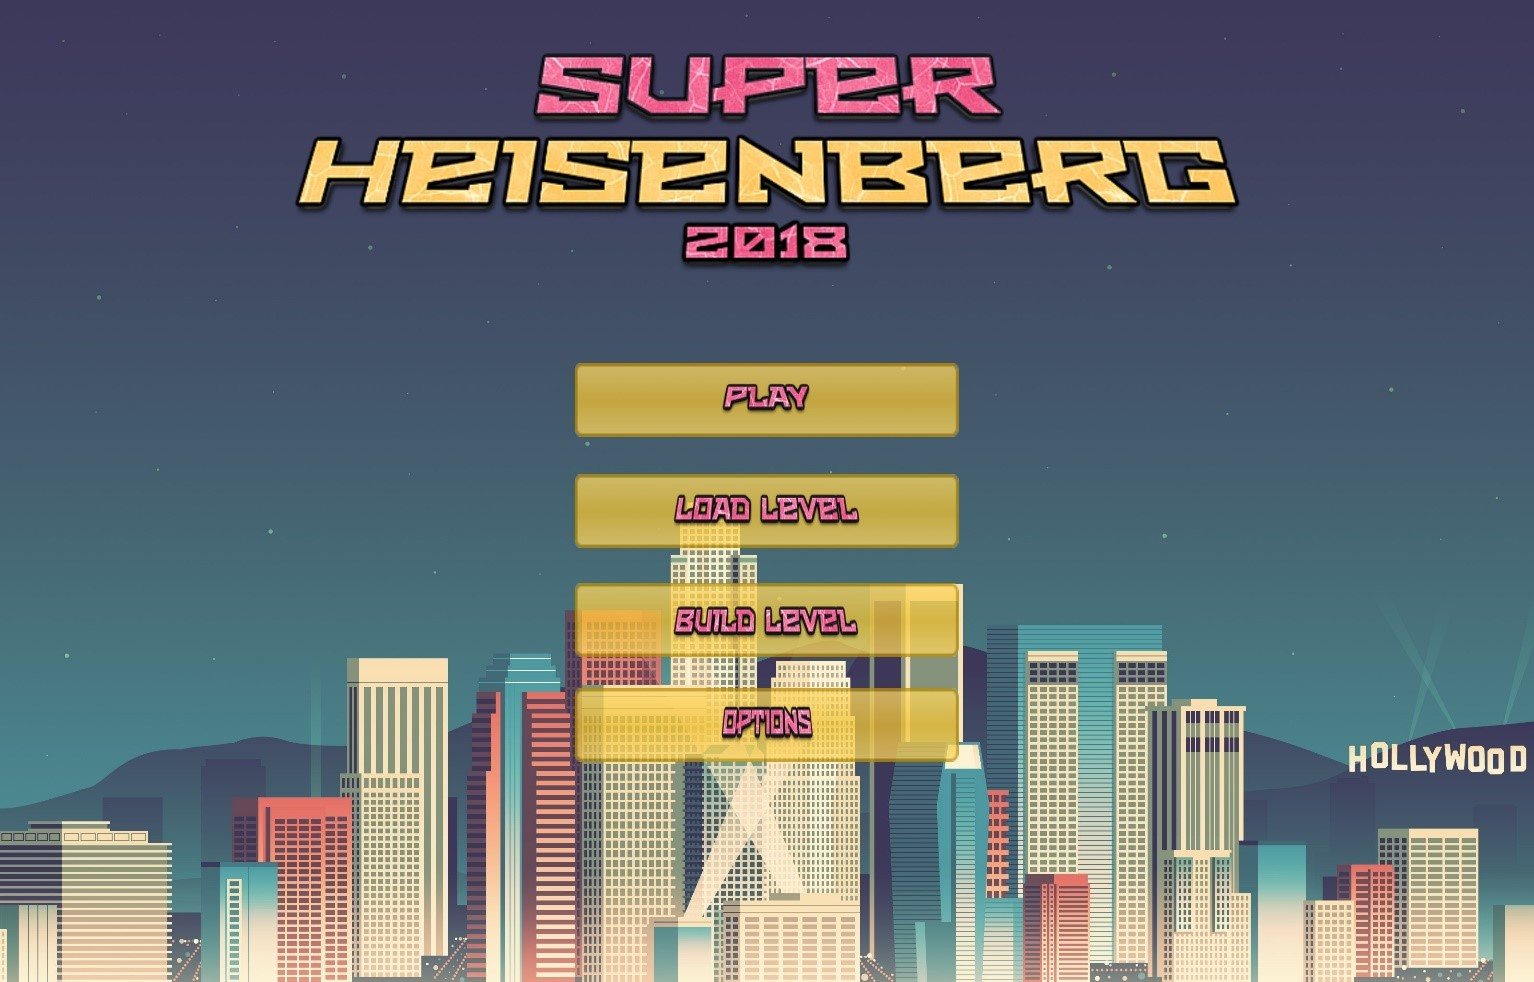 SUPER
HEISENBERG
2018
PLAY
LOAD LEVEL
BUILD LEVEL
OPTIONS
HOLLYWOOD